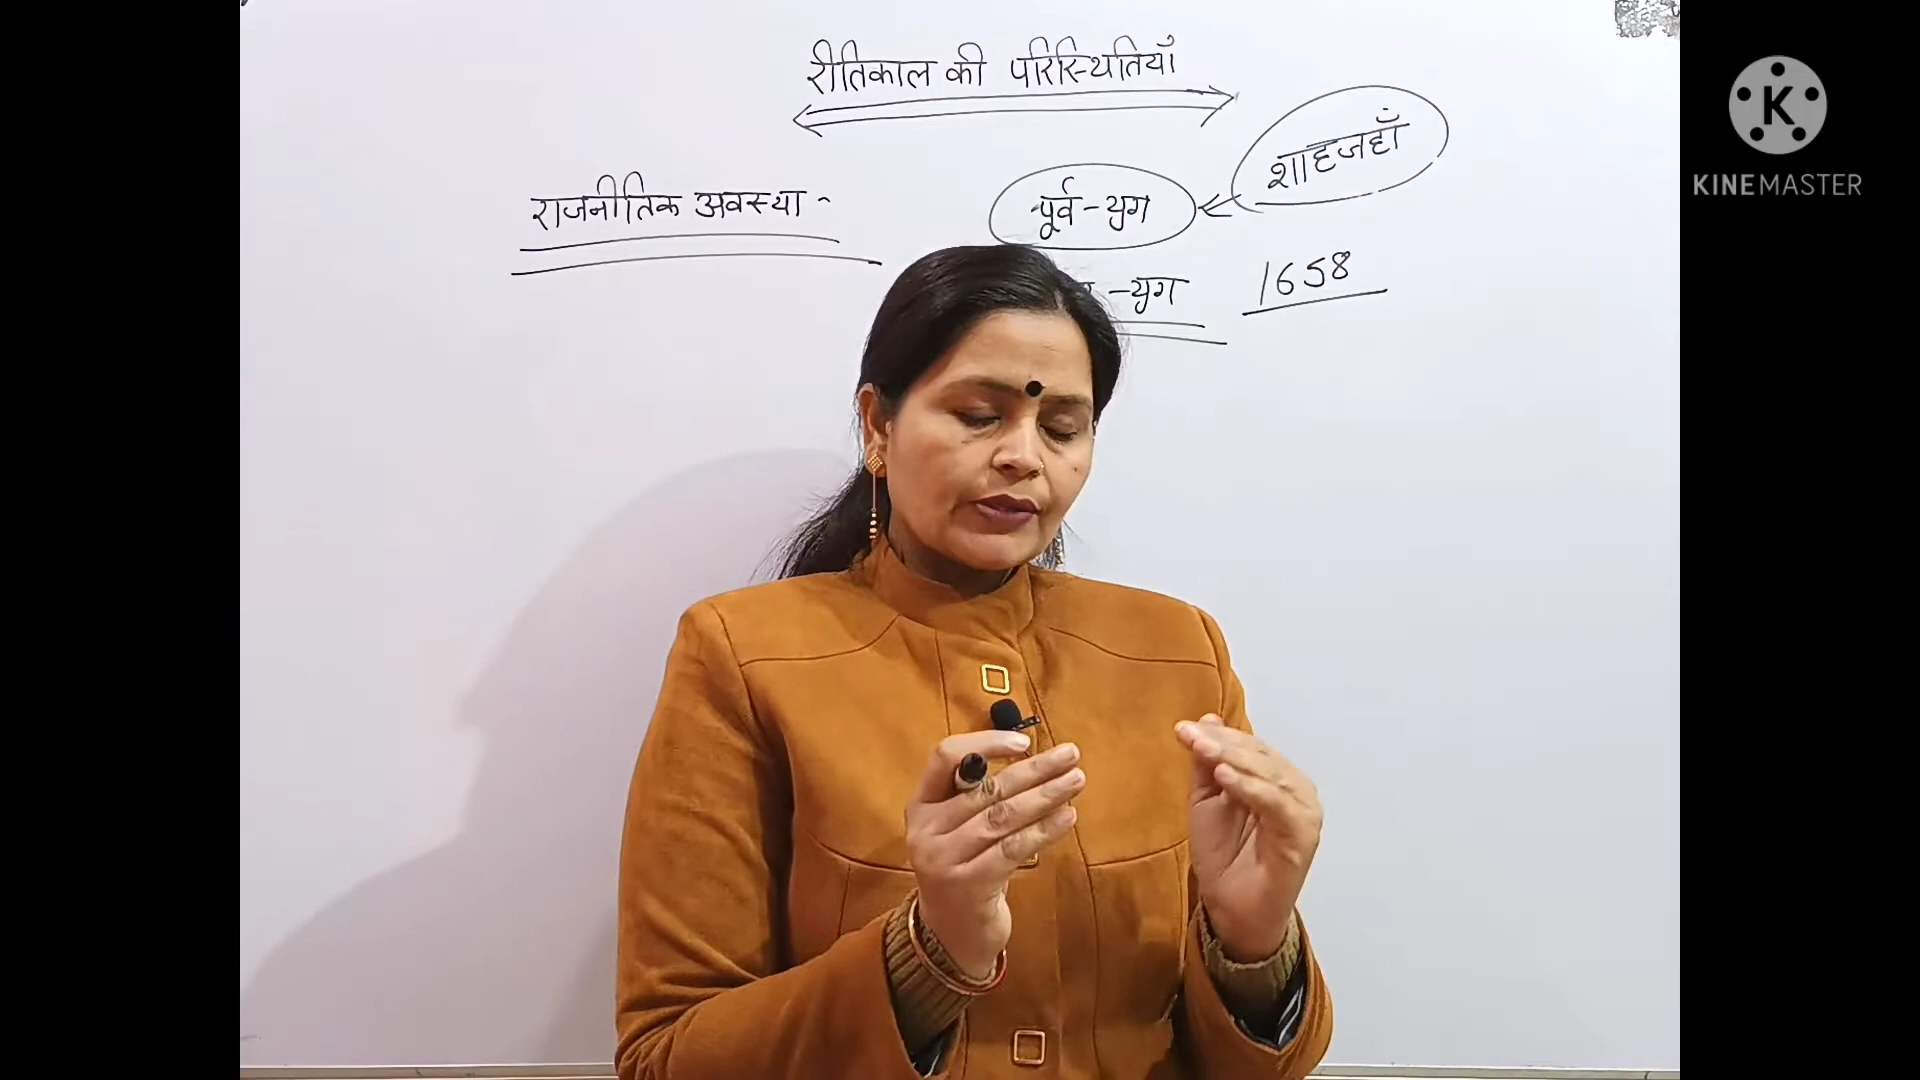 रीतिकाल की परिस्थितियाँ
शाहजहाँ
राजनीतिक अवस्था -
पूर्व - युग
- युग 1658
K
KINEMASTER